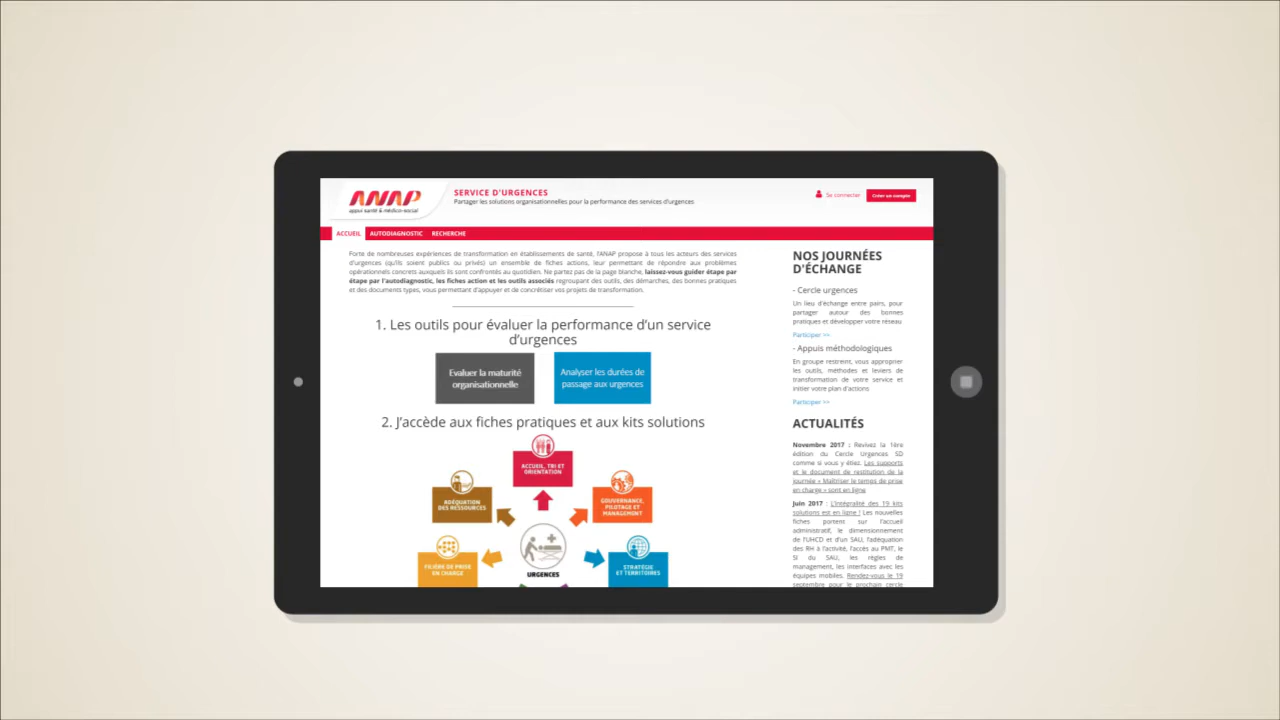 ANAP
appui santé & médico-social
SERVICE D'URGENCES
Partager les solutions organisationnelles pour la performance des services d'urgences
Se connecter
Créer un compte
ACCUEIL AUTODIAGNOSTIC RECHERCHE
Forte de nombreuses expériences de transformation en établissements de santé, l'ANAP propose à tous les acteurs des services
d'urgences (qu'ils soient publics ou privés) un ensemble de fiches actions, leur permettant de répondre aux problèmes
opérationnels concrets auxquels ils sont confrontés au quotidien. Ne partez pas de la page blanche, laissez-vous guider étape par
étape par l'autodiagnostic, les fiches action et les outils associés regroupant des outils, des démarches, des bonnes pratiques
et des documents types, vous permettant d'appuyer et de concrétiser vos projets de transformation.
1. Les outils pour évaluer la performance d'un service
d'urgences
Evaluer la maturité
organisationnelle
Analyser les durées de
passage aux urgences
2. J'accède aux fiches pratiques et aux kits solutions
ACCUEIL, TRI ET
ORIENTATION
ADÉQUATION
DES RESSOURCES
GOUVERNANCE,
PILOTAGE ET
MANAGEMENT
FILIÈRE DE PRISE
EN CHARGE
URGENCES
STRATÉGIE
ET TERRITOIRES
NOS JOURNÉES
D'ÉCHANGE
- Cercle urgences
Un lieu d'échange entre pairs, pour
partager autour des bonnes
pratiques et développer votre réseau
Participer >>
- Appuis méthodologiques
En groupe restreint, vous approprier
les outils, méthodes et leviers de
transformation de votre service et
initier votre plan d'actions
Participer >>
ACTUALITÉS
Novembre 2017 : Revivez la 1ère
édition du Cercle Urgences SD
comme si vous y étiez. Les supports
et le document de restitution de la
journée « Maîtriser le temps de prise
en charge » sont en ligne
Juin 2017 : L'intégralité des 19 kits
solutions est en ligne ! Les nouvelles
fiches portent sur l'accueil
administratif, le dimensionnement
de l'UHCD et d'un SAU, l'adéquation
des RH à l'activité, l'accès au PMT, le
SI du SAU, les règles de
management, les interfaces avec les
équipes mobiles. Rendez-vous le 19
septembre pour le prochain cercle